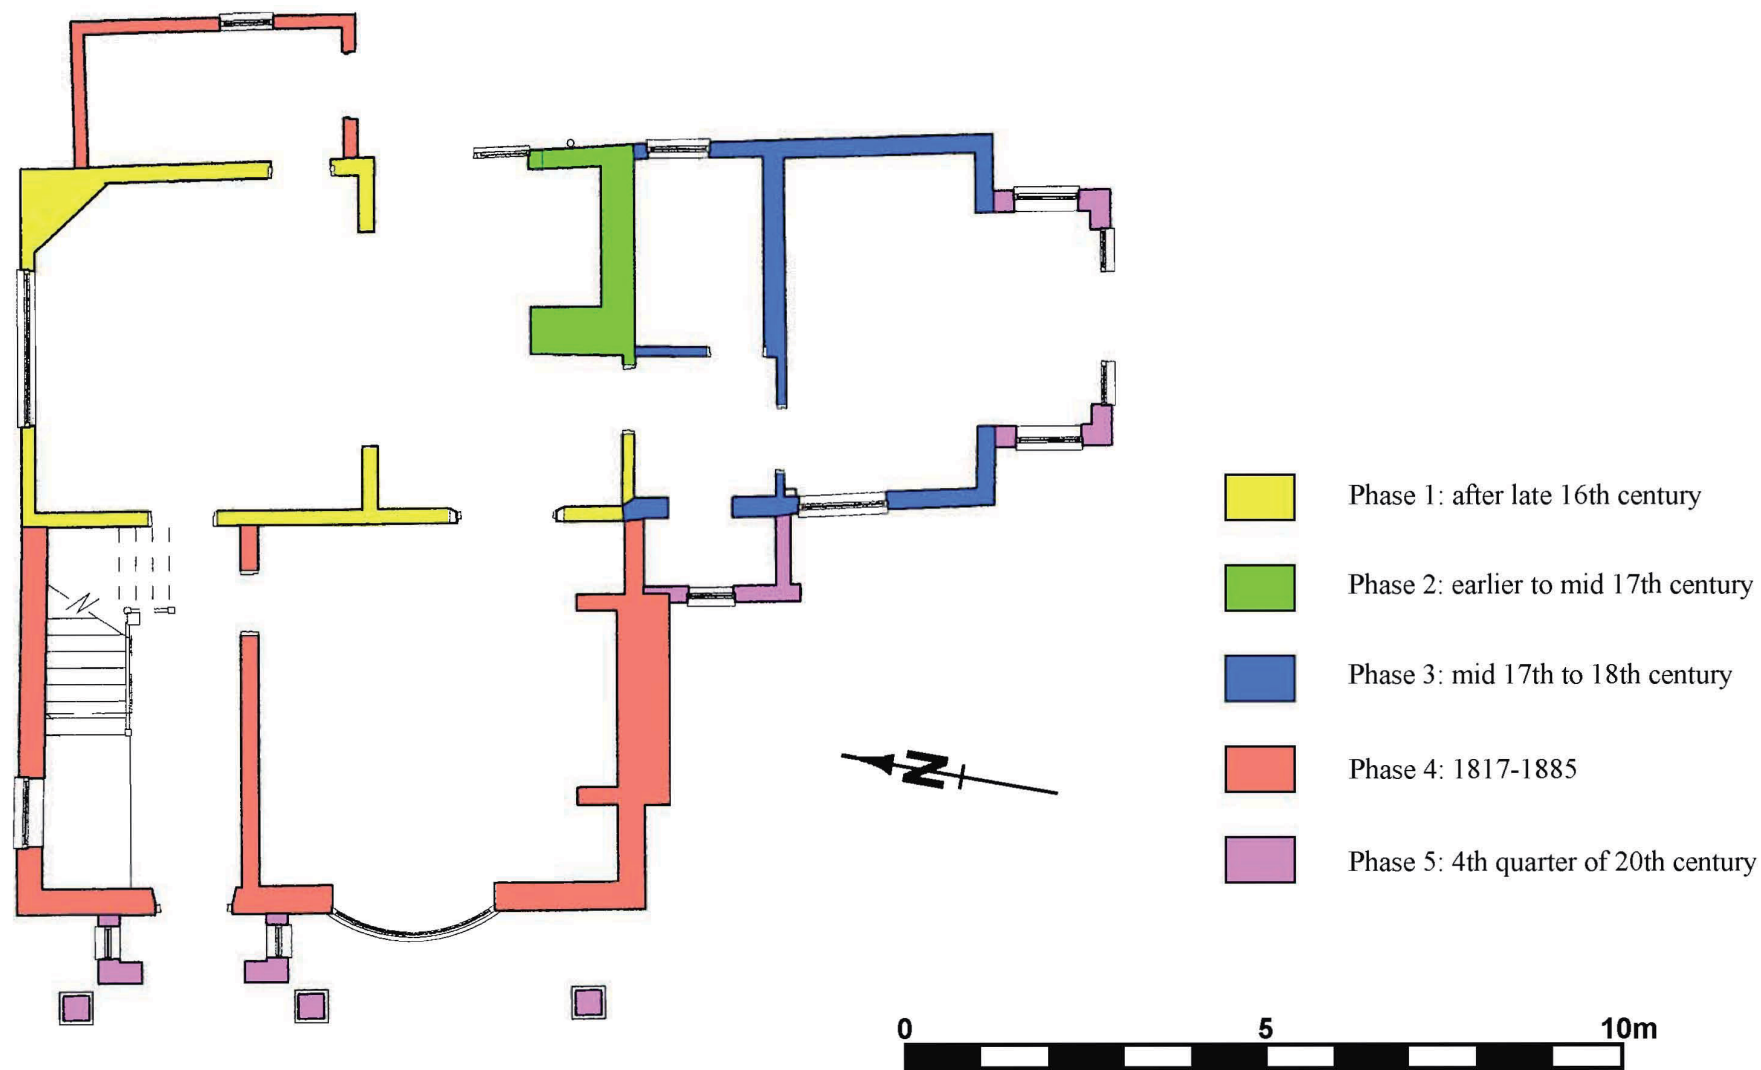 Phase 1: after late 16th century
Phase 2: earlier to mid 17th century
Phase 3: mid 17th to 18th century
N
Phase 4: 1817-1885
Phase 5: 4th quarter of 20th century
0 5 10m